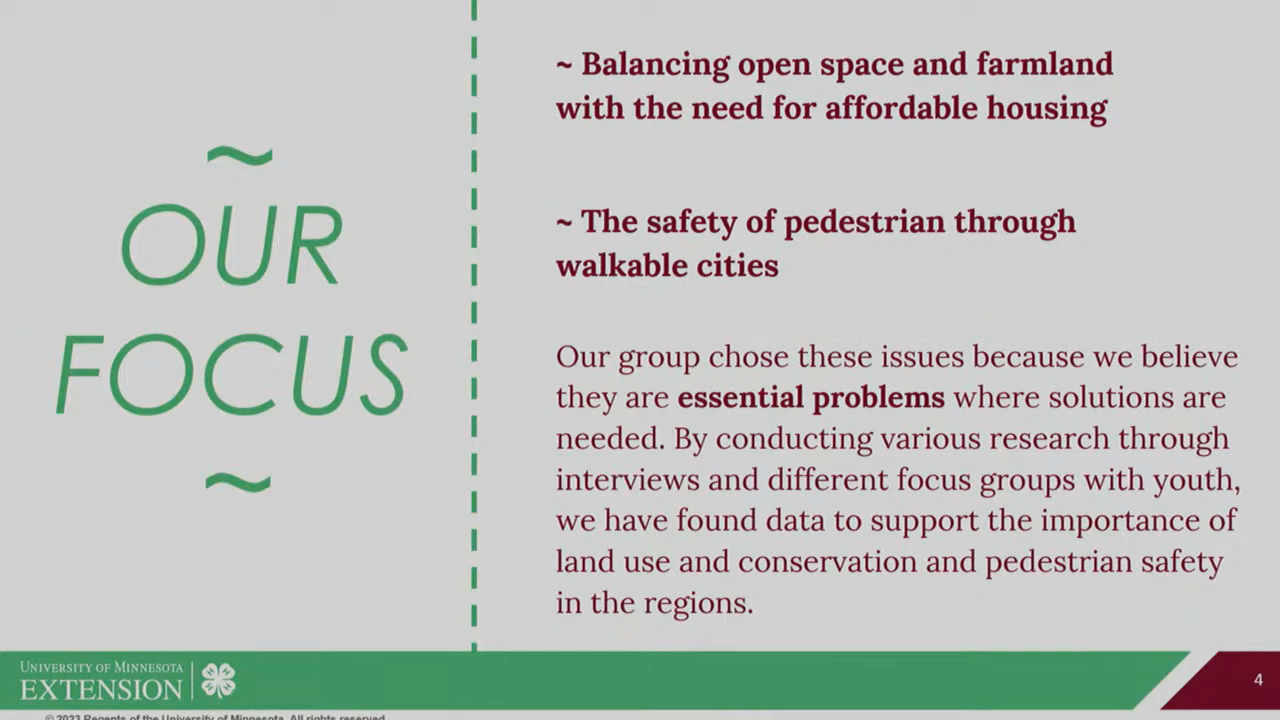 ~
OUR
FOCUS
~
~ Balancing open space and farmland
with the need for affordable housing
~ The safety of pedestrian through
walkable cities
Our group chose these issues because we believe
they are essential problems where solutions are
needed. By conducting various research through
interviews and different focus groups with youth,
we have found data to support the importance of
land use and conservation and pedestrian safety
in the regions.
UNIVERSITY OF MINNESOTA
EXTENSION
4
© 2023 Regents of the University of Minnesota. All rights reserved.